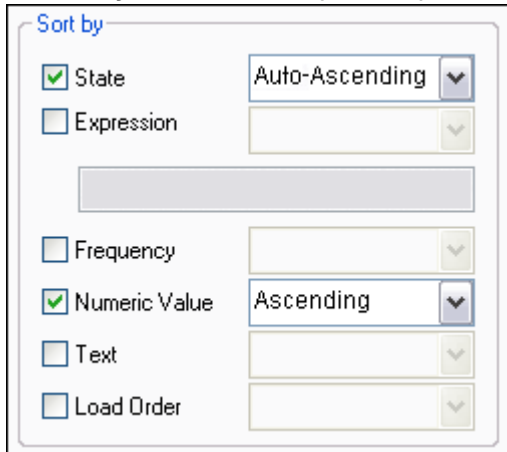 Sort by
State Auto-Ascending
Expression
Frequency
Numeric Value Ascending
Text
Load Order